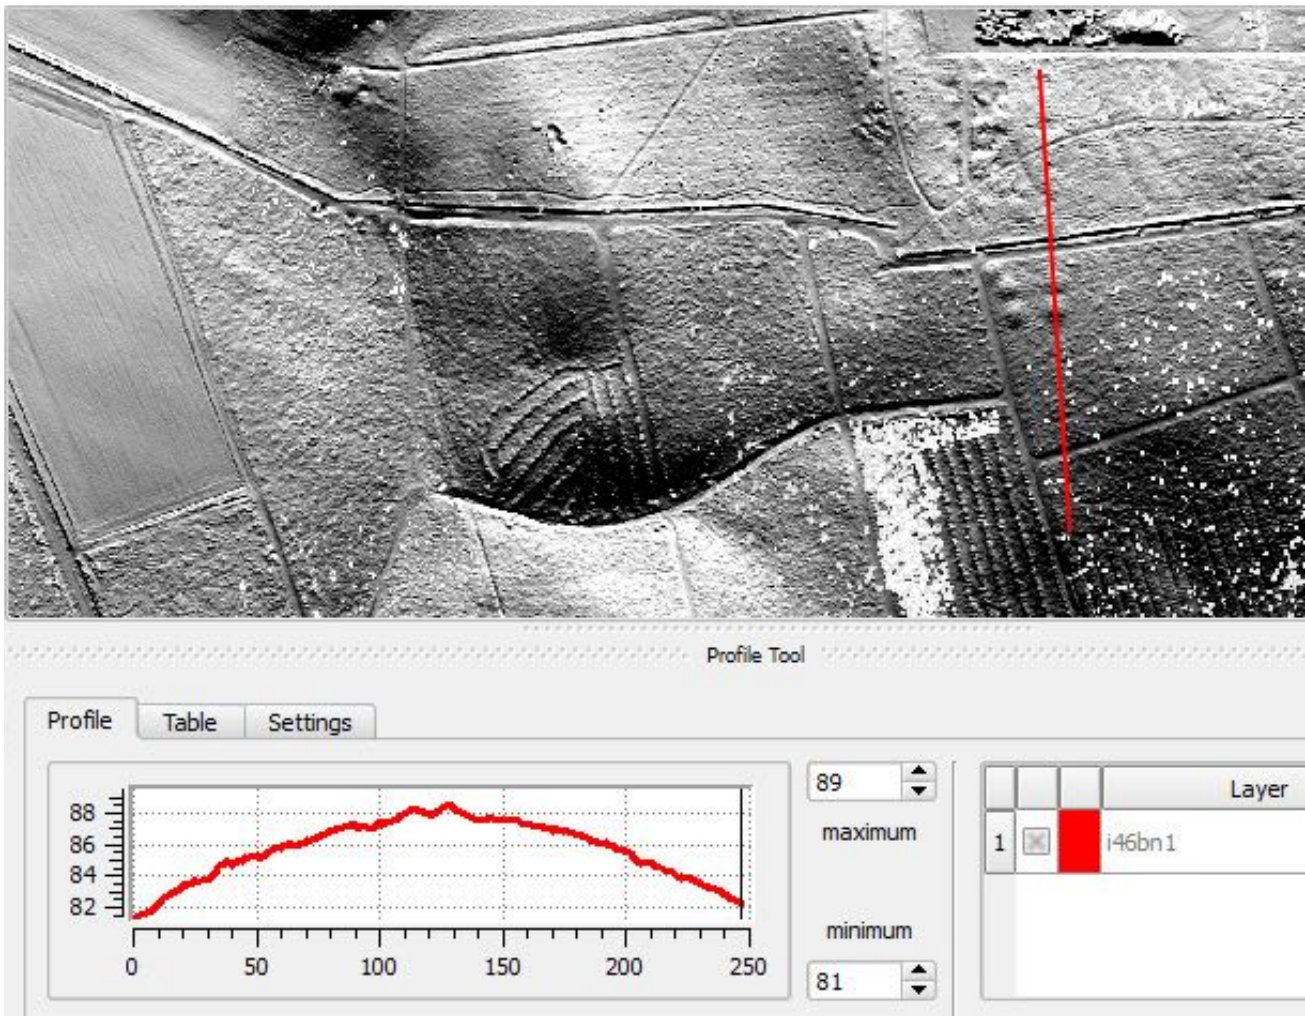 Profile Tool
Profile Table Settings
88
86
84
82
0 50 100 150 200 250
89
maximum
minimum
81
Layer
1 i46bn1